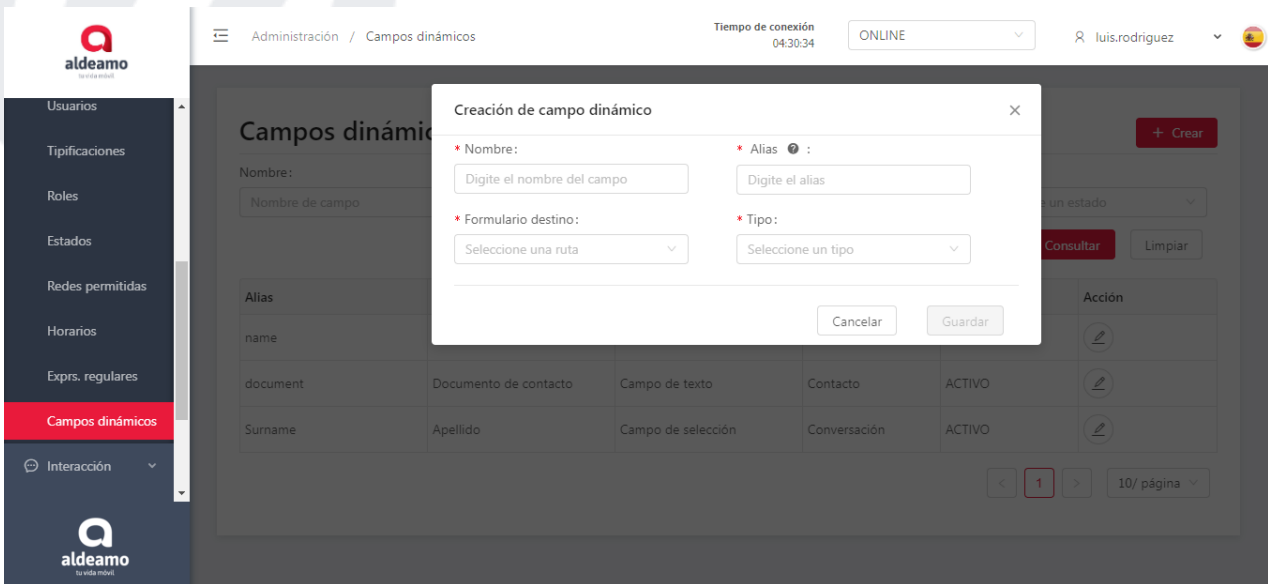 aldeamo
tu vida móvil
Administración / Campos dinámicos
Tiempo de conexión
04:30:34
ONLINE
luis.rodriguez
Usuarios
Tipificaciones
Roles
Estados
Redes permitidas
Horarios
Exprs. regulares
Campos dinámicos
Interacción
aldeamo
tu vida móvil
Campos dinámic
+ Crear
Nombre:
Nombre de campo
e un estado
Consultar
Limpiar
Creación de campo dinámico
* Nombre:
* Alias ? :
Digite el nombre del campo
Digite el alias
* Formulario destino:
* Tipo:
Seleccione una ruta
Seleccione un tipo
Cancelar
Guardar
Alias
Acción
name
document Documento de contacto Campo de texto Contacto ACTIVO
Surname Apellido Campo de selección Conversación ACTIVO
< 1 > 10/ página